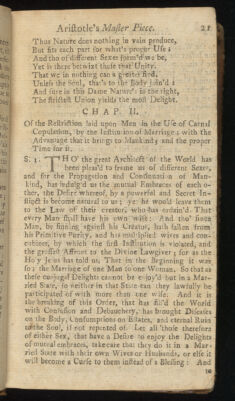 Aristotle's Master Piece. 21
Thus Nature does nothing in vain produce,
But fits each part for what's proper Use:
And tho of different Sexes form'd we be,
Yet is there betwixt these that Unity,
That we in nothing can a greater find,
Unless the Soul, that's to the Body join'd:
And sure in this Dame Nature's in the right,
The strictest Union yields the most Delight.
CHAP. II.
Of the Restriction laid upon Men in the Use of Carnal
Copulation, by the Institution of Marriage; with the
Advantage that it brings to Mankind; and the proper
Time for it.
S. 1. THO' the great Architect of the World has
been pleas'd to frame us of different Sexes,
and for the Propagation and Continuation of Man-
kind, has indulg'd us the mutual Embraces of each o-
ther, the Desire whereof, by a powerful and Secret In-
stinct is become natural to us; yet he would leave them
to the Law of their creator, who has ordain'd, That
every Man shall have his own wife: And tho' since
Man, by sinning against his Creator, hath fallen from
his Primitive Purity, and has multiplied wives and con-
cubines, by which the first Institution is violated, and
the grossest Affront to the Divine Lawgiver; for as the
Holy Jesus hath told us, That in the Beginning it was
so: the Marriage of one Man to one Woman. So that as
these conjugal Delights cannot be enjoy'd but in a Mar-
ried State, so neither in that State can they lawfully be
participated of with more than one wife. And it is
the breaking of this Order, that has fill'd the World
with Confusion and Debauchery, has brought Diseases
on the Body, Consumptions on Estates, and eternal Ruin
to the Soul, if not repented of. Let all those therefore
of either Sex, that have a Desire to enjoy the Delights
of mutual embraces, take care that they do it in a Mar-
ried State with their own Wives or Husbands, or else it
will become a Curse to them instead of a Blessing: And
to